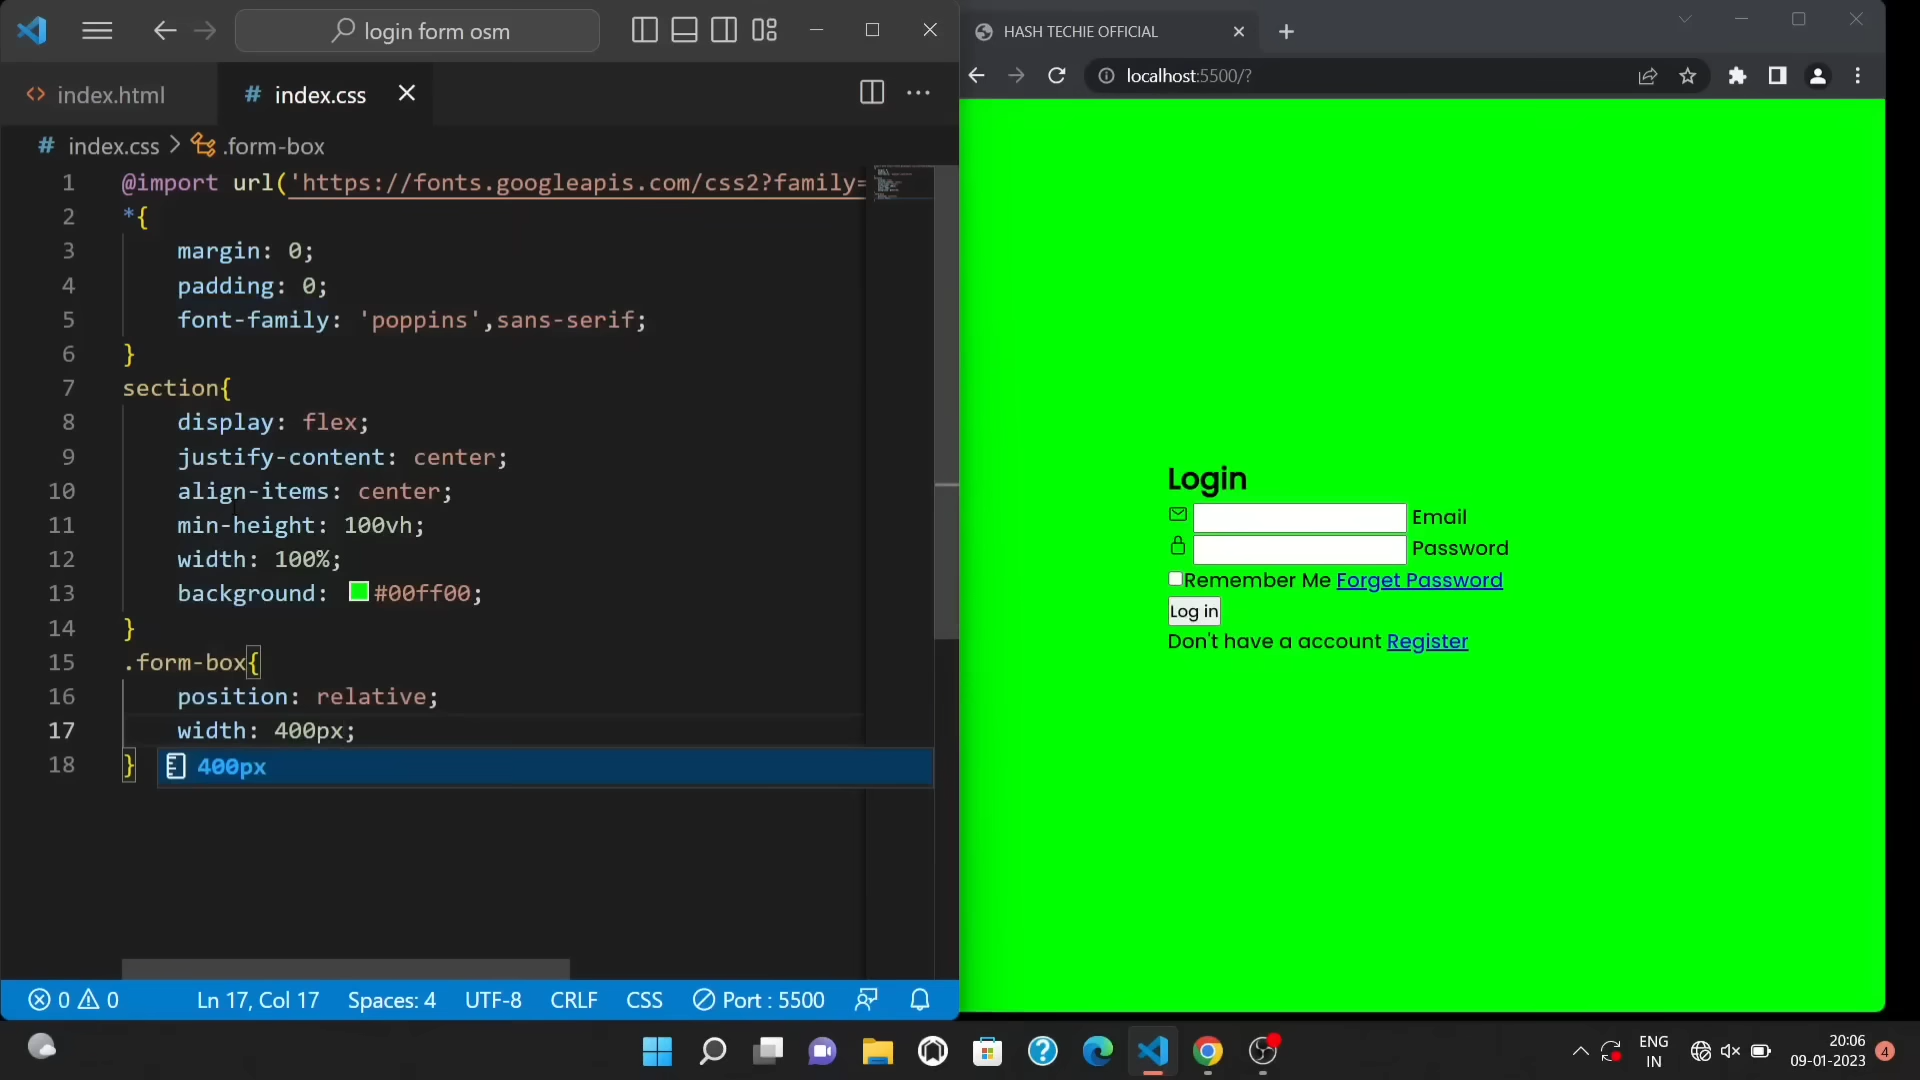 login form osm
index.html
# index.css
# index.css > .form-box
1 @import url('https://fonts.googleapis.com/css2?family=
2 *{
3 margin: 0;
4 padding: 0;
5 font-family: 'poppins',sans-serif;
6 }
7 section{
8 display: flex;
9 justify-content: center;
10 align-items: center;
11 min-height: 100vh;
12 width: 100%;
13 background: #00ff00;
14 }
15 .form-box{
16 position: relative;
17 width: 400px;
18 }
400px
0 0 Ln 17, Col 17 Spaces: 4 UTF-8 CRLF CSS Port : 5500
HASH TECHIE OFFICIAL
localhost:5500/?
Login
Email
Password
Remember Me Forget Password
Log in
Don't have a account Register
ENG
IN
20:06
09-01-2023
4